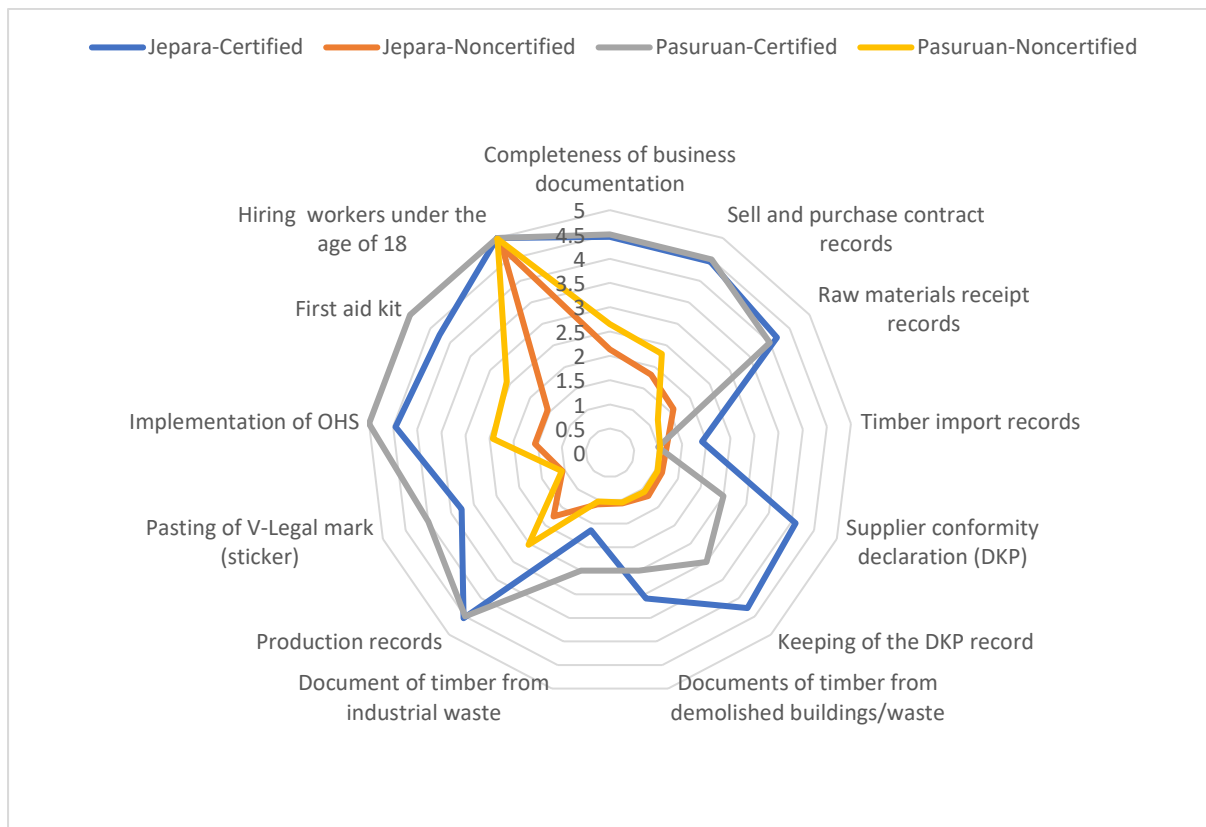 Jepara-Certified Jepara-Noncertified Pasuruan-Certified Pasuruan-Noncertified
Completeness of business
documentation
Hiring  workers under the
age of 18
Sell and purchase contract
records
First aid kit
Raw materials receipt
records
Implementation of OHS
Timber import records
Pasting of V-Legal mark
(sticker)
Supplier conformity
declaration (DKP)
Production records
Keeping of the DKP record
Document of timber from
industrial waste
Documents of timber from
demolished buildings/waste
5
4.5
4
3.5
3
2.5
2
1.5
1
0.5
0